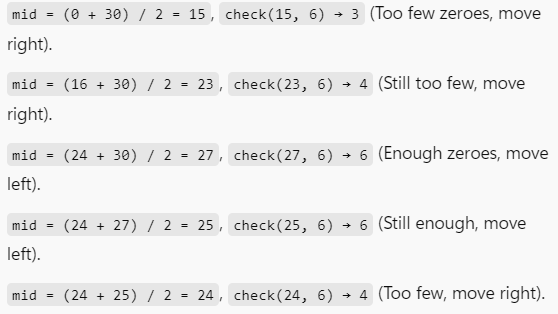 mid = (0 + 30) / 2 = 15, check(15, 6) → 3 (Too few zeroes, move
right).
mid = (16 + 30) / 2 = 23, check(23, 6) → 4 (Still too few, move
right).
mid = (24 + 30) / 2 = 27, check(27, 6) → 6 (Enough zeroes, move
left).
mid = (24 + 27) / 2 = 25, check(25, 6) → 6 (Still enough, move
left).
mid = (24 + 25) / 2 = 24, check(24, 6) → 4 (Too few, move right).